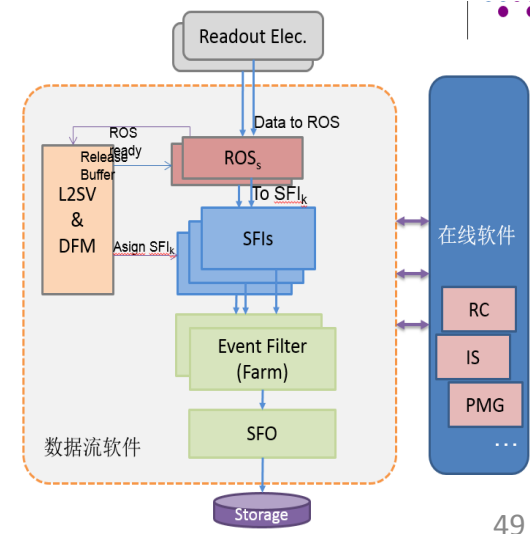 Readout Elec.
Data to ROS
ROS
ready
Release
Buffer
ROSs
L2SV
&
DFM
To SFIk
Asign SFIk
SFIs
在线软件
RC
IS
PMG
...
Event Filter
(Farm)
SFO
数据流软件
Storage
49